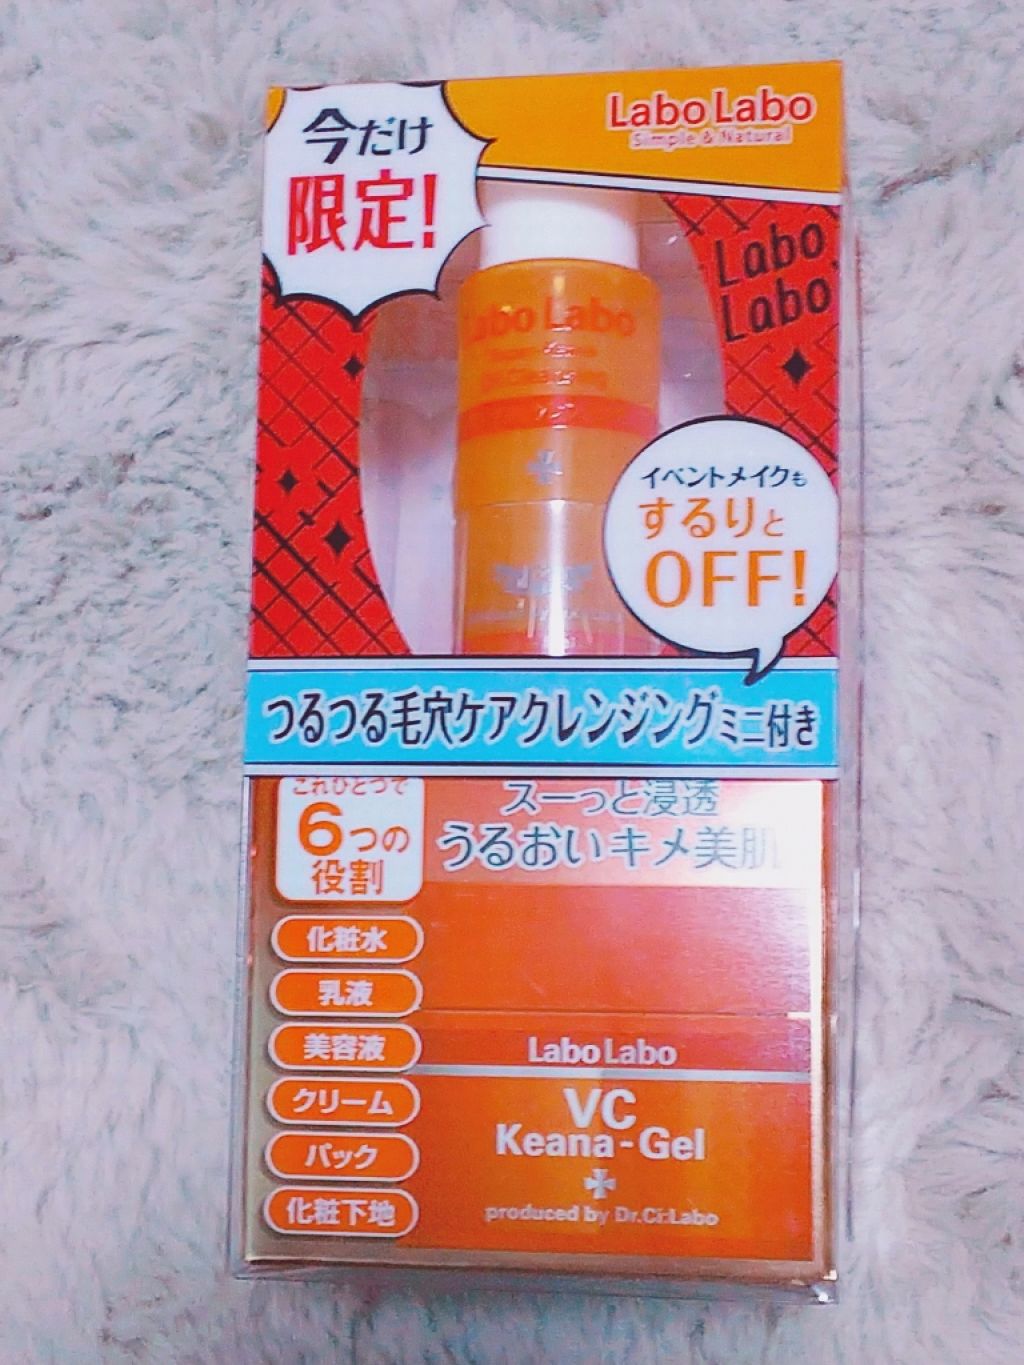 今だけ
限定!
Labo Labo
Simple & Natural
Labo
Labo
Labo Labo
イベントメイクも
するりと
OFF!
つるつる毛穴ケアクレンジングミニ付き
これひとつで
6つの
役割
スーっと浸透
うるおいキメ美肌
化粧水
乳液
美容液
クリーム
パック
化粧下地
Labo Labo
VC
Keana-Gel
produced by Dr.Ci:Labo